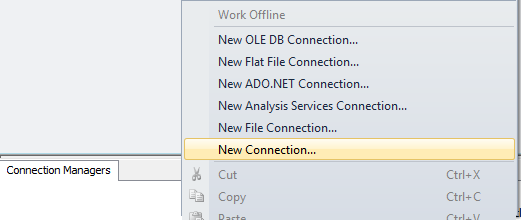 Work Offline
New OLE DB Connection...
New Flat File Connection...
New ADO.NET Connection...
New Analysis Services Connection...
New File Connection...
New Connection...
Connection Managers
Cut Ctrl+X
Copy Ctrl+C
Paste Ctrl+V